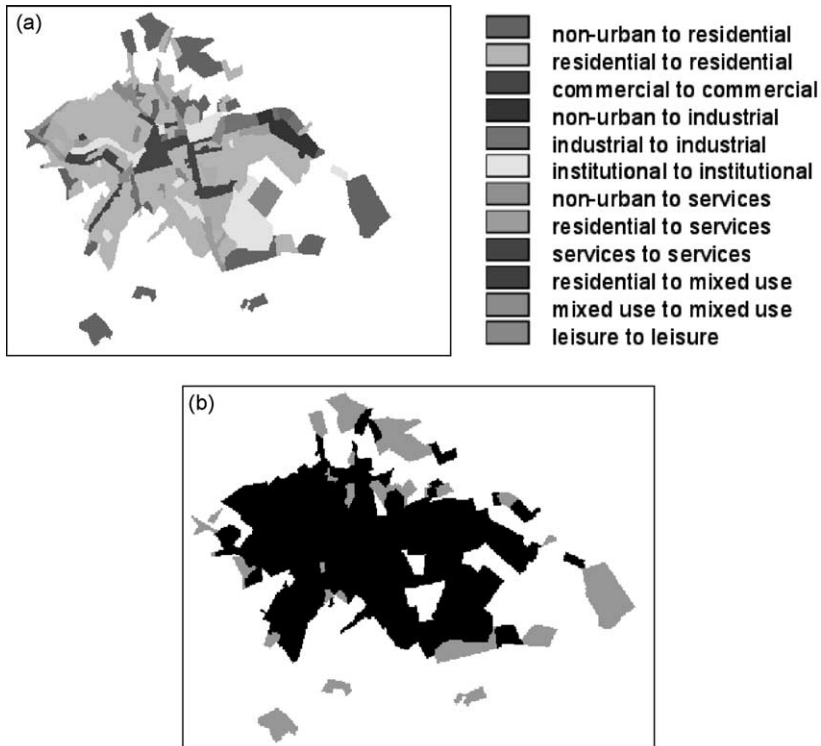 (a)
non-urban to residential
residential to residential
commercial to commercial
non-urban to industrial
industrial to industrial
institutional to institutional
non-urban to services
residential to services
services to services
residential to mixed use
mixed use to mixed use
leisure to leisure
(b)